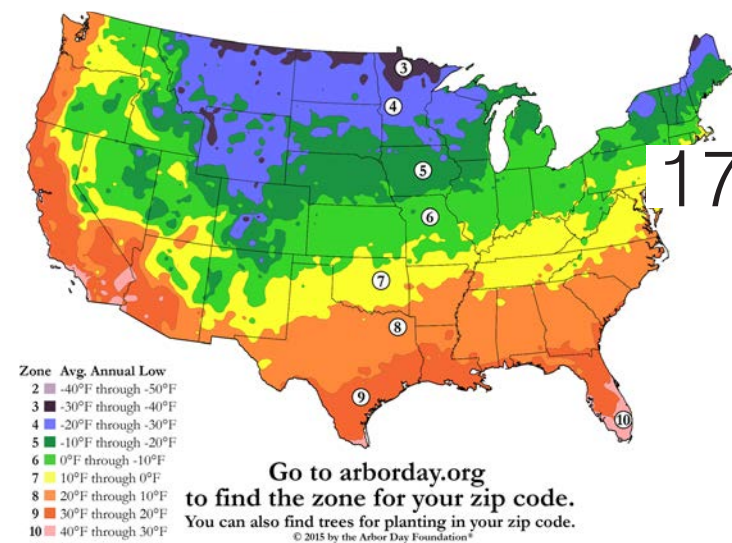 3
4
17
5
6
7
8
9
10
Zone Avg. Annual Low
2 -40°F through -50°F
3 -30°F through -40°F
4 -20°F through -30°F
5 -10°F through -20°F
6 0°F through -10°F
7 10°F through 0°F
8 20°F through 10°F
9 30°F through 20°F
10 40°F through 30°F
Go to arborday.org
to find the zone for your zip code.
You can also find trees for planting in your zip code.
© 2015 by the Arbor Day Foundation®